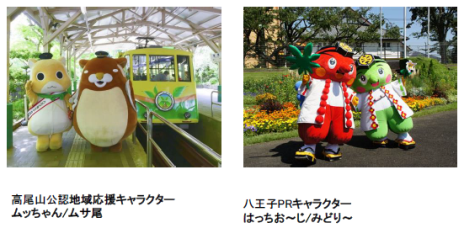 高尾山公認地域応援キャラクター
ムッちゃん/ムサ尾
八王子PRキャラクター
はっちお～じ/みどり～